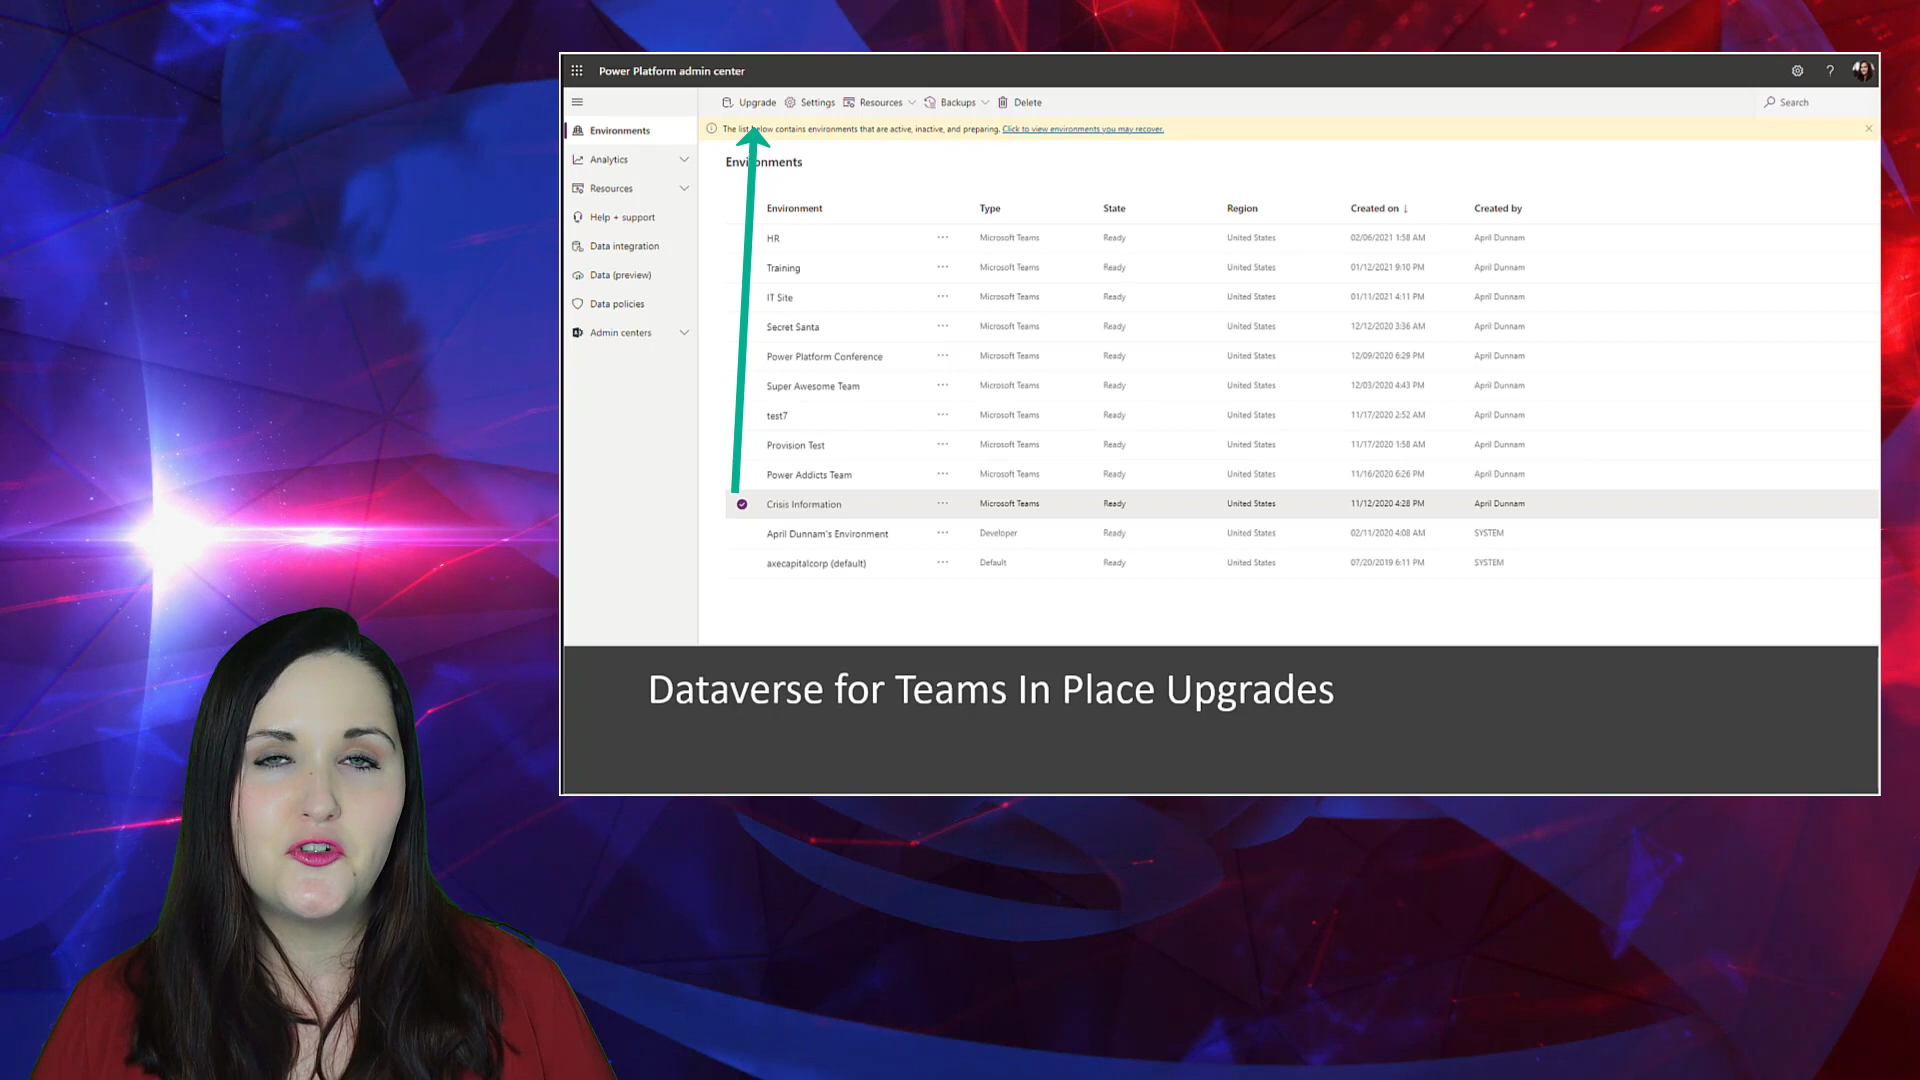 Power Platform admin center
?
Upgrade Settings Resources Backups Delete Search
The list below contains environments that are active, inactive, and preparing. Click to view environments you may recover.
Environments
Analytics
Resources
Help + support
Data integration
Data (preview)
Data policies
Admin centers
Environments
Environment Type State Region Created on ↓ Created by
HR ... Microsoft Teams Ready United States 02/06/2021 1:58 AM April Dunnam
Training ... Microsoft Teams Ready United States 01/12/2021 9:10 PM April Dunnam
IT Site ... Microsoft Teams Ready United States 01/11/2021 4:11 PM April Dunnam
Secret Santa ... Microsoft Teams Ready United States 12/12/2020 3:36 AM April Dunnam
Power Platform Conference ... Microsoft Teams Ready United States 12/09/2020 6:29 PM April Dunnam
Super Awesome Team ... Microsoft Teams Ready United States 12/03/2020 4:43 PM April Dunnam
test7 ... Microsoft Teams Ready United States 11/17/2020 2:52 AM April Dunnam
Provision Test ... Microsoft Teams Ready United States 11/17/2020 1:58 AM April Dunnam
Power Addicts Team ... Microsoft Teams Ready United States 11/16/2020 6:26 PM April Dunnam
Crisis Information ... Microsoft Teams Ready United States 11/12/2020 4:28 PM April Dunnam
April Dunnam's Environment ... Developer Ready United States 02/11/2020 4:08 AM SYSTEM
axecapitalcorp (default) ... Default Ready United States 07/20/2019 6:11 PM SYSTEM
Dataverse for Teams In Place Upgrades